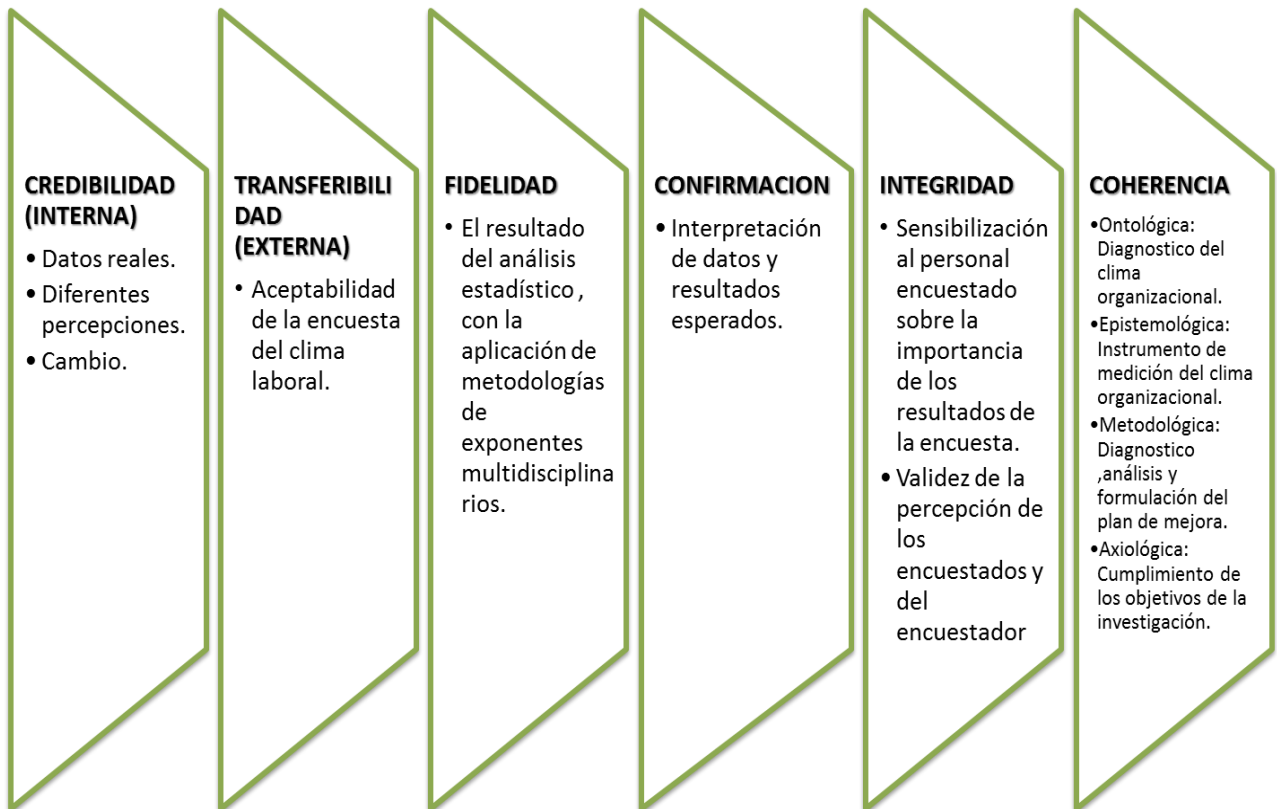 CREDIBILIDAD
(INTERNA)
• Datos reales.
• Diferentes
percepciones.
• Cambio.
TRANSFERIBILI
DAD
(EXTERNA)
• Aceptabilidad
de la encuesta
del clima
laboral.
FIDELIDAD
• El resultado
del análisis
estadístico ,
con la
aplicación de
metodologías
de
exponentes
multidisciplina
rios.
CONFIRMACION
• Interpretación
de datos y
resultados
esperados.
INTEGRIDAD
• Sensibilización
al personal
encuestado
sobre la
importancia
de los
resultados de
la encuesta.
• Validez de la
percepción de
los
encuestados y
del
encuestador
COHERENCIA
•Ontológica:
Diagnostico del
clima
organizacional.
•Epistemológica:
Instrumento de
medición del clima
organizacional.
•Metodológica:
Diagnostico
,análisis y
formulación del
plan de mejora.
•Axiológica:
Cumplimiento de
los objetivos de la
investigación.